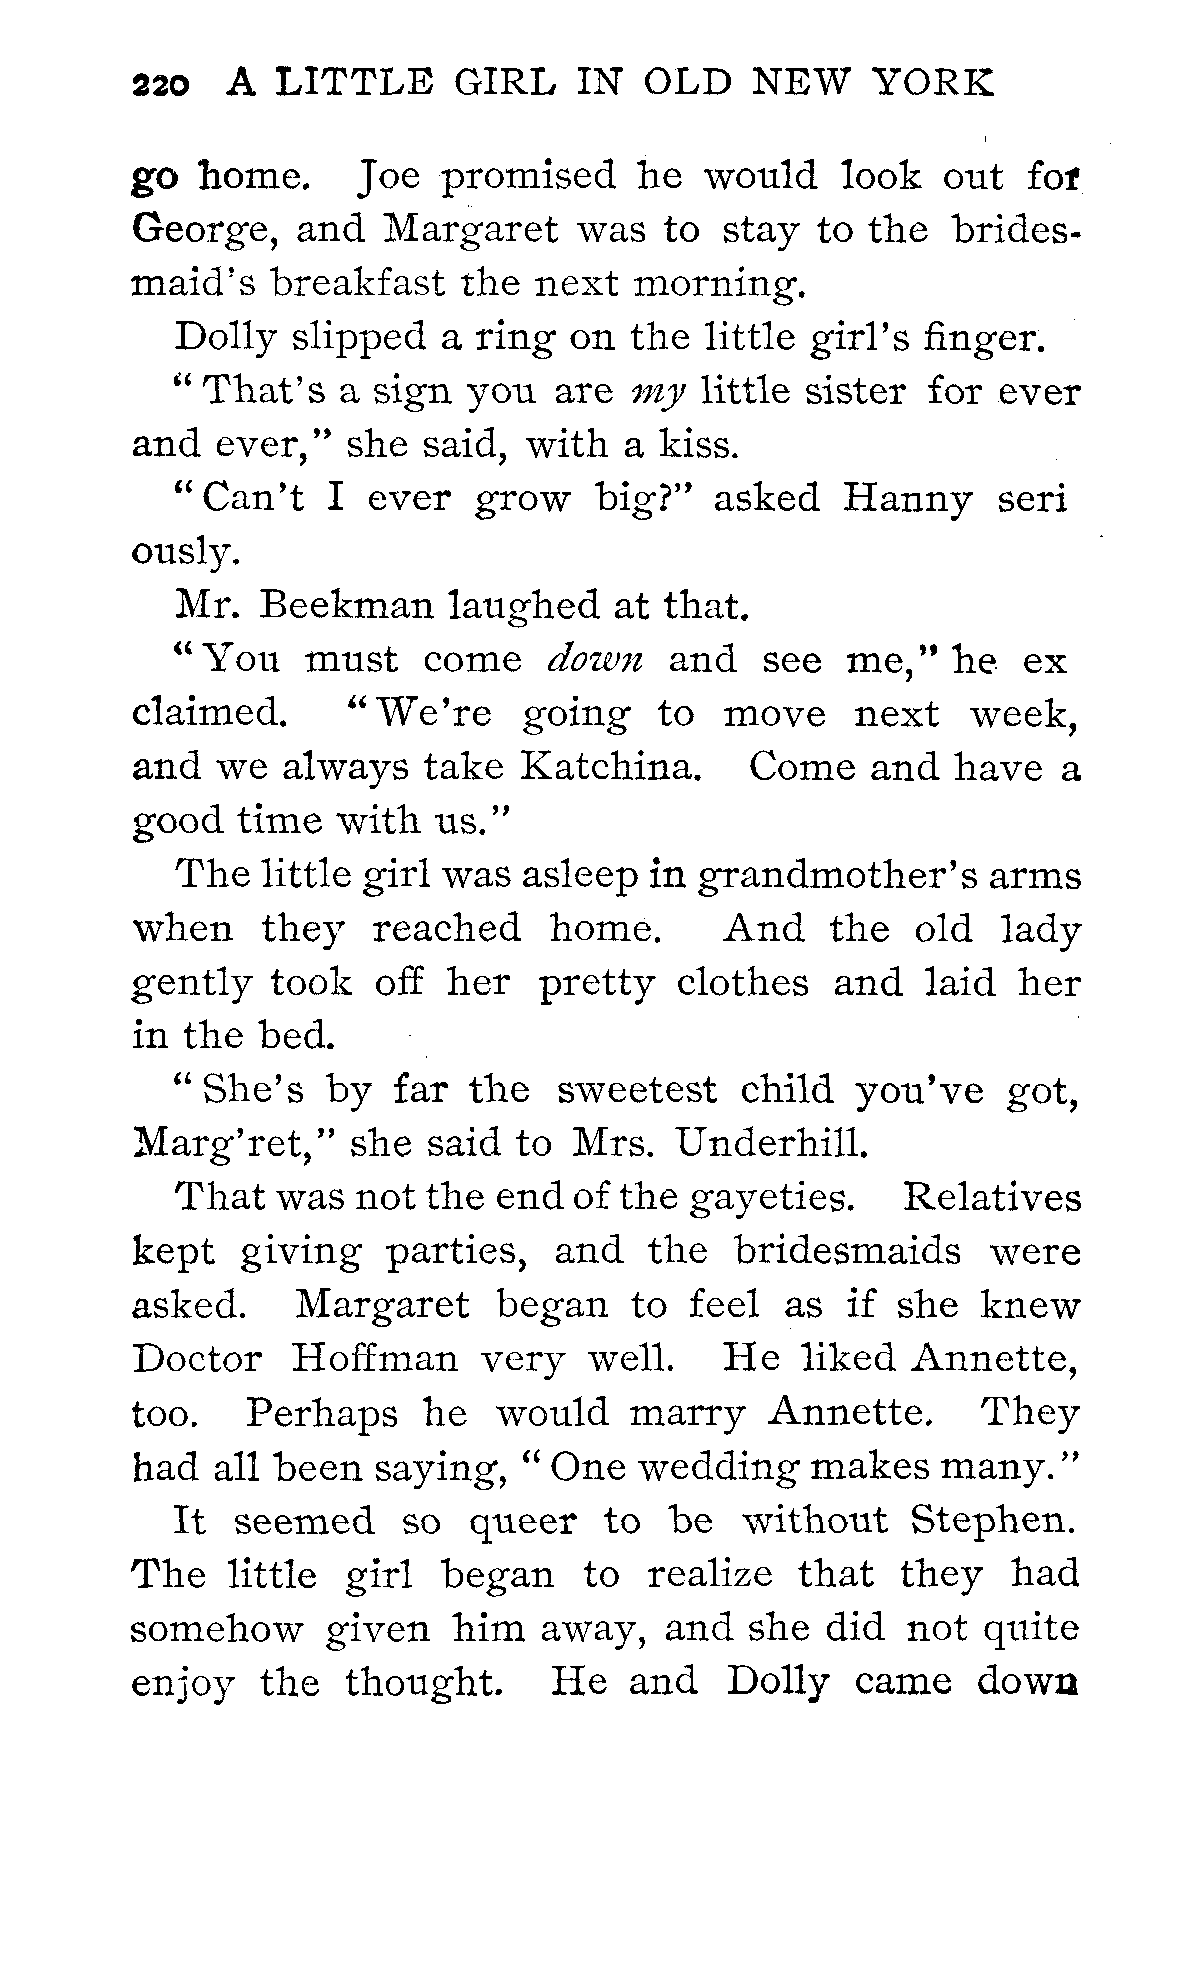 220 A LITTLE GIRL IN OLD NEW YORK
go home. Joe promised he would look out for
George, and Margaret was to stay to the brides-
maid's breakfast the next morning.
Dolly slipped a ring on the little girl's finger.
“ That's a sign you are my little sister for ever
and ever,” she said, with a kiss.
“ Can't I ever grow big?” asked Hanny seri
ously.
Mr. Beekman laughed at that.
“ You must come down and see me,” he ex
claimed. “ We're going to move next week,
and we always take Katchina. Come and have a
good time with us.”
The little girl was asleep in grandmother's arms
when they reached home. And the old lady
gently took off her pretty clothes and laid her
in the bed.
“ She's by far the sweetest child you've got,
Marg'ret,” she said to Mrs. Underhill.
That was not the end of the gayeties. Relatives
kept giving parties, and the bridesmaids were
asked. Margaret began to feel as if she knew
Doctor Hoffman very well. He liked Annette,
too. Perhaps he would marry Annette. They
had all been saying, “ One wedding makes many.”
It seemed so queer to be without Stephen.
The little girl began to realize that they had
somehow given him away, and she did not quite
enjoy the thought. He and Dolly came down